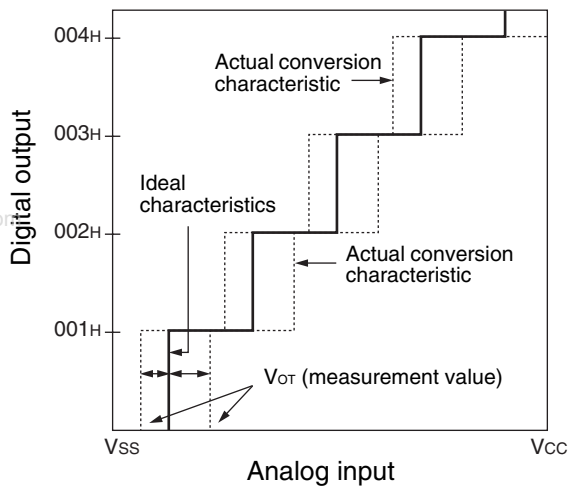 004H
Actual conversion
characteristic
003H
Ideal
characteristics
002H
Actual conversion
characteristic
001H
VOT (measurement value)
VSS
VCC
Analog input
Digital output